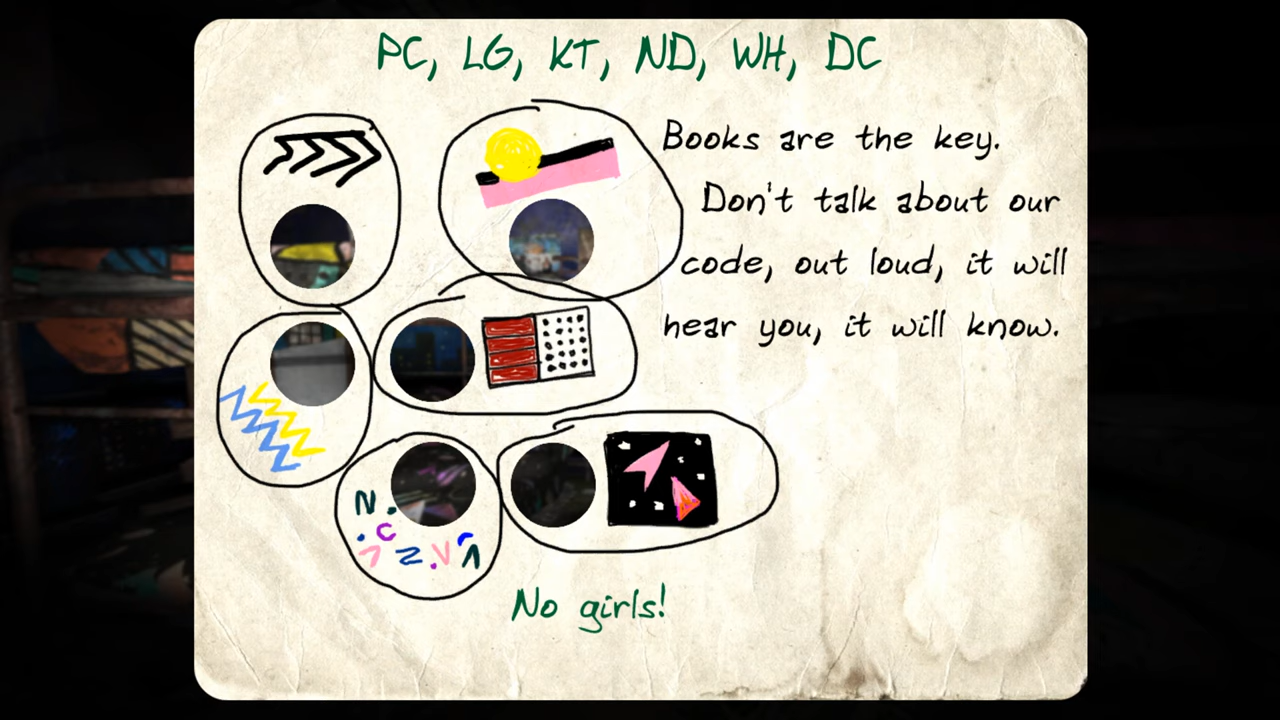 PC, LG, KT, ND, WH, DC
Books are the key.
Don't talk about our
code, out loud, it will
hear you, it will know.
N.
. C
Z . V
No girls!